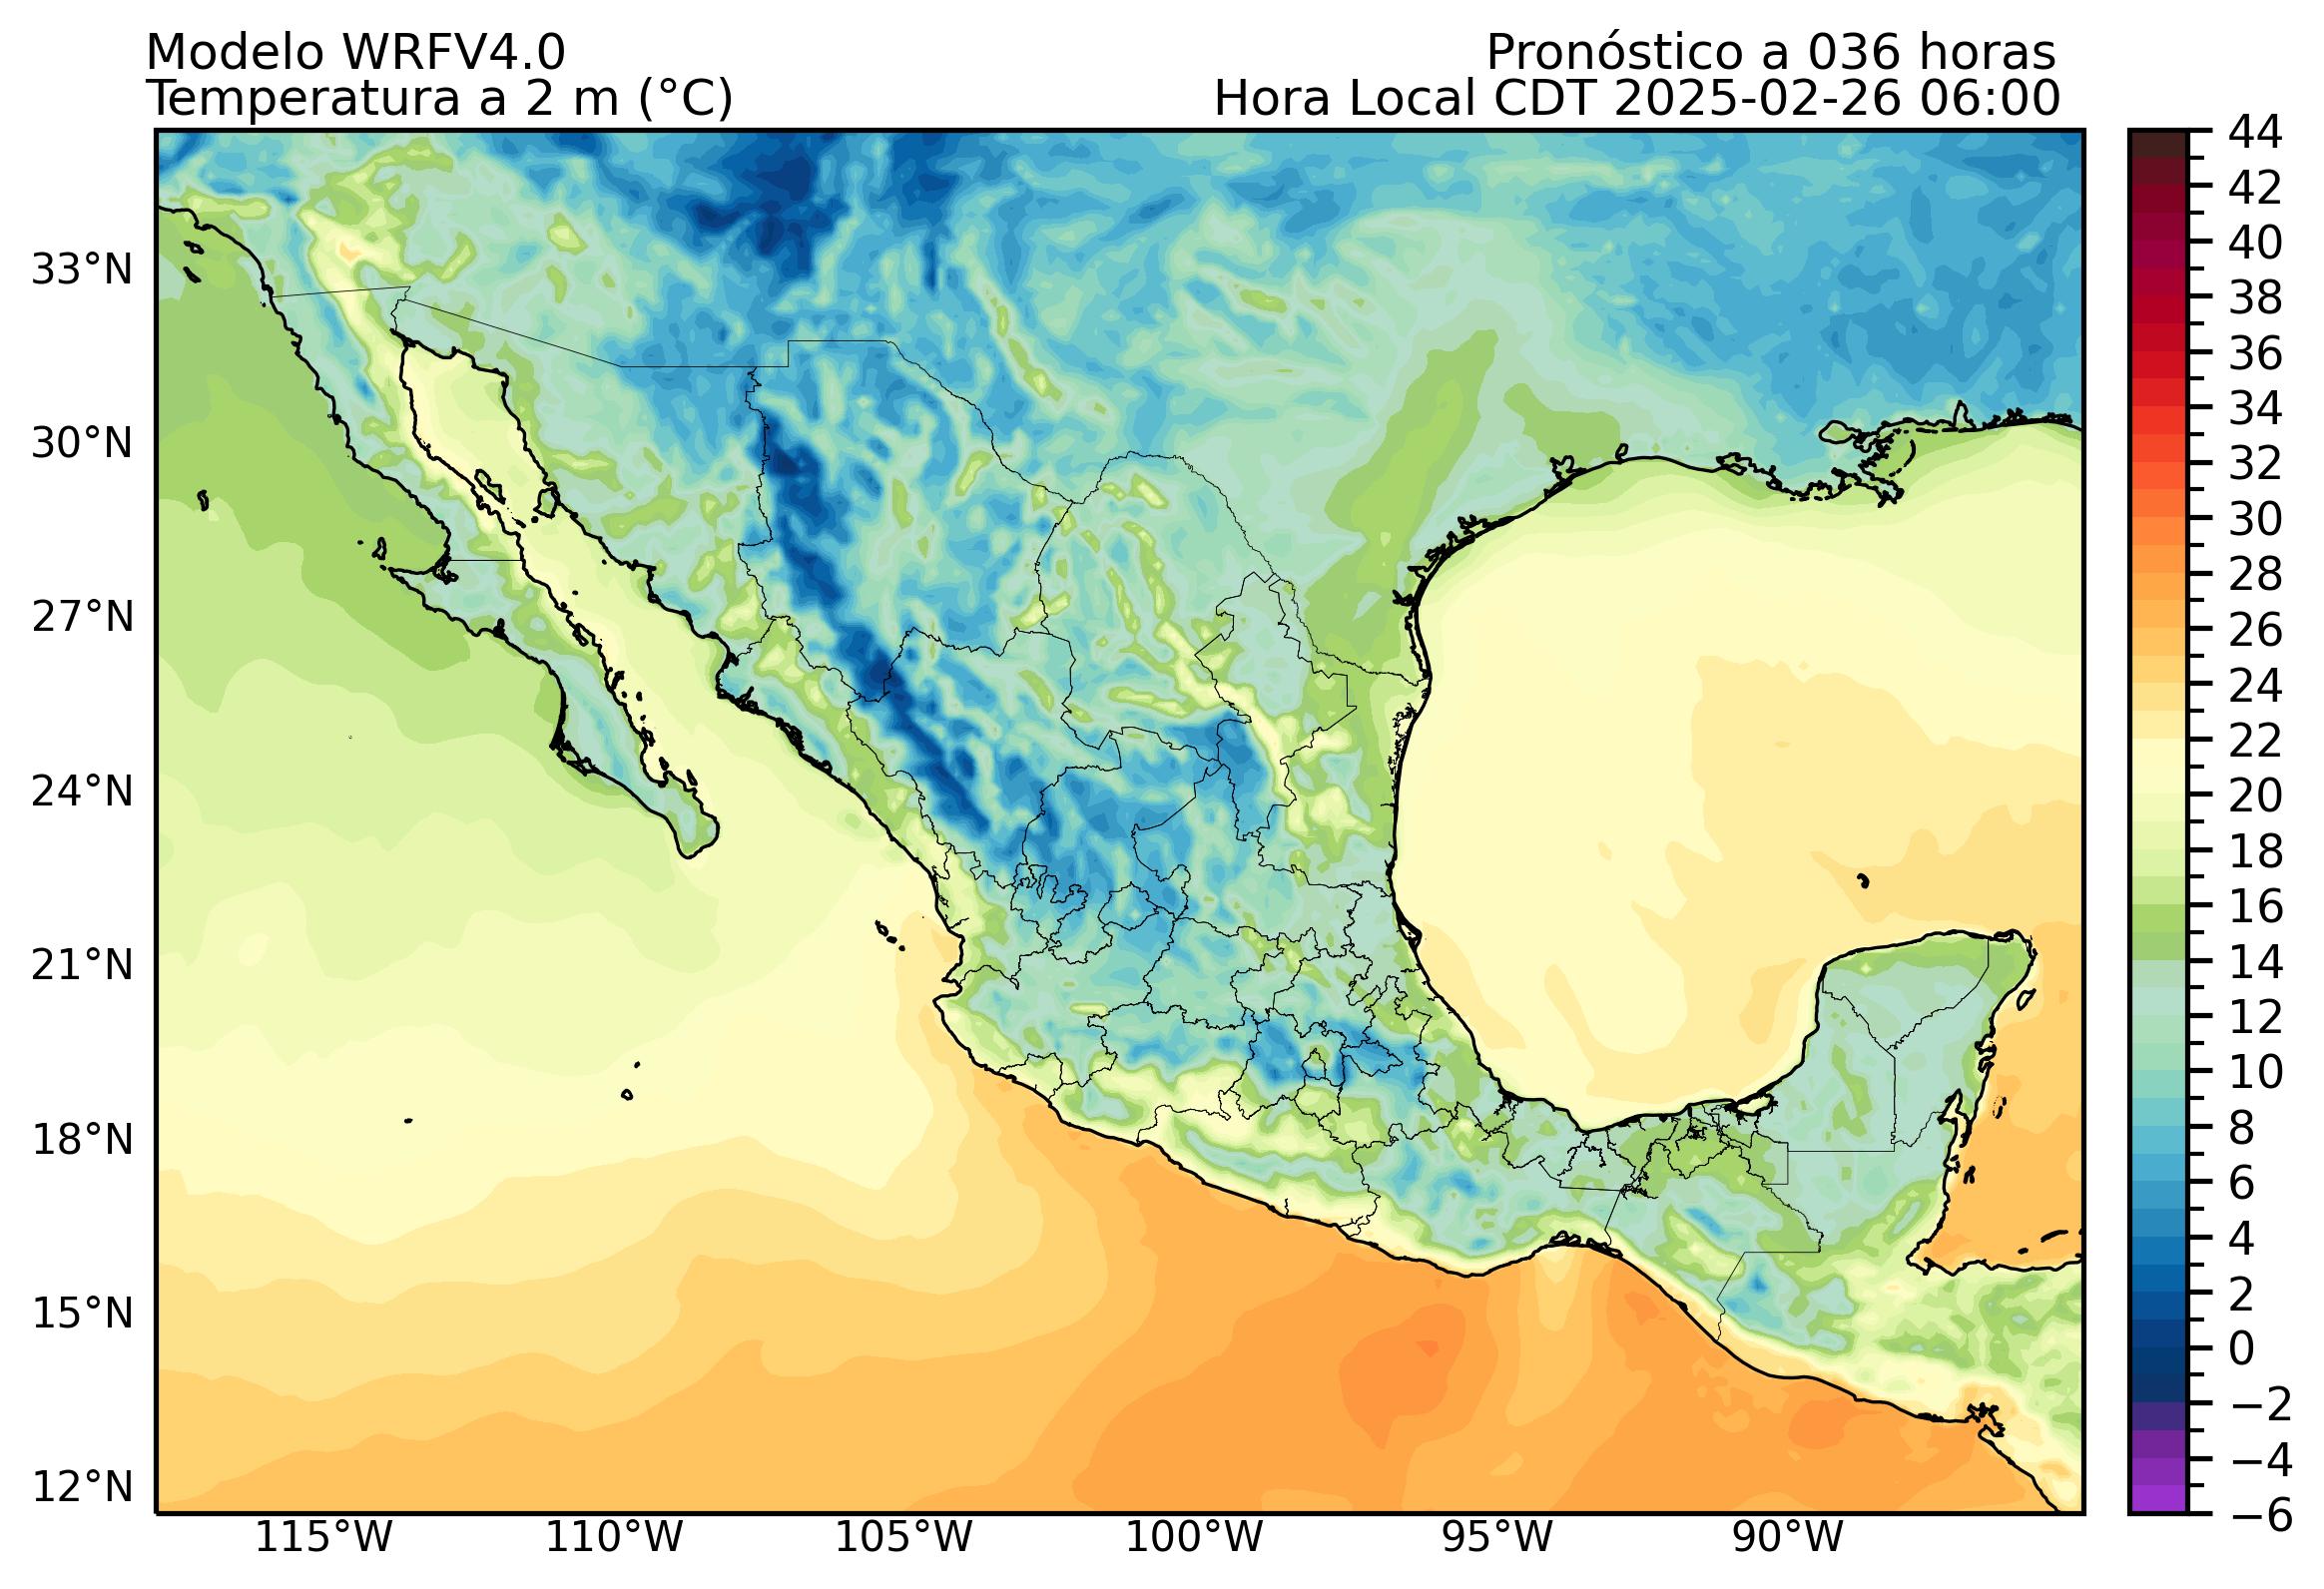 Modelo WRFV4.0
Pronóstico a 036 horas
Temperatura a 2 m (°C)
Hora Local CDT 2025-02-26 06:00
33°N
30°N
27°N
24°N
21°N
18°N
15°N
12°N
115°W
110°W
105°W
100°W
95°W
90°W
44
42
40
38
36
34
32
30
28
26
24
22
20
18
16
14
12
10
8
6
4
2
0
−2
−4
−6